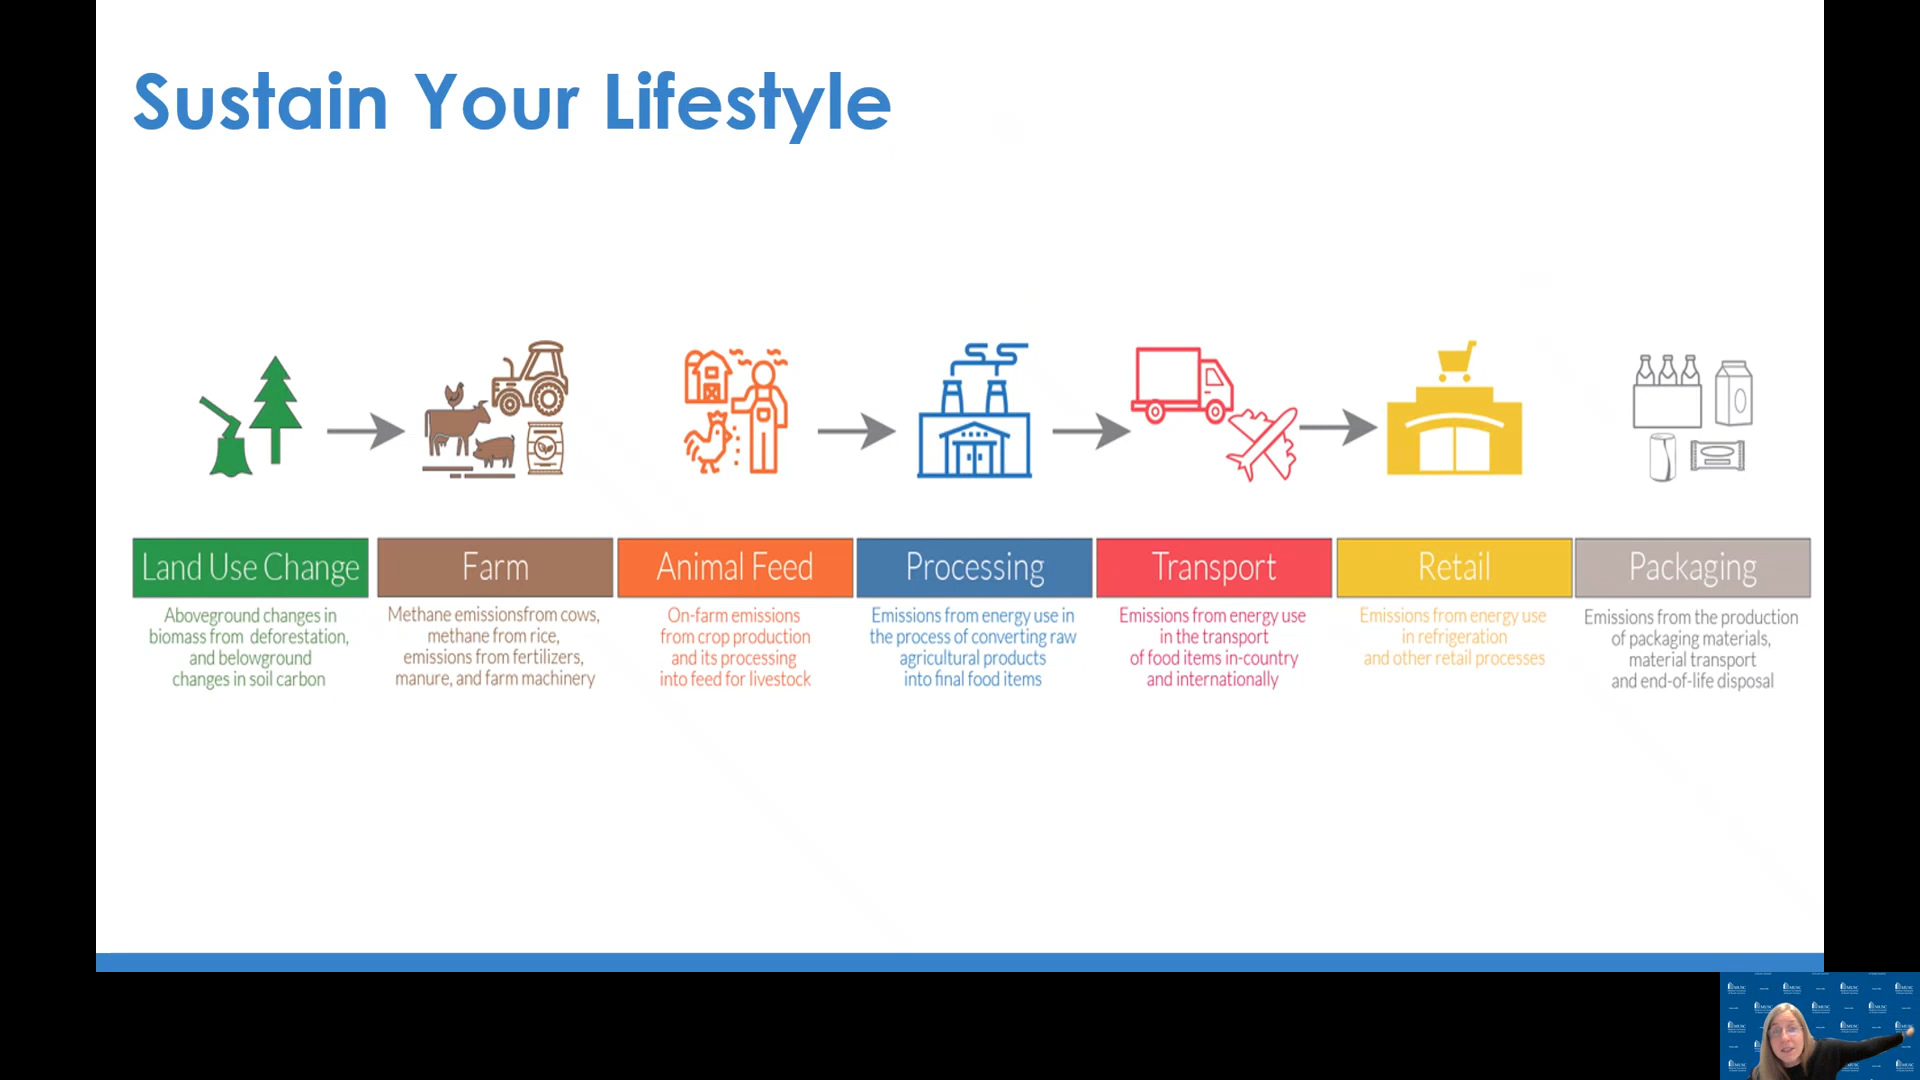 Sustain Your Lifestyle
Land Use Change
Aboveground changes in
biomass from deforestation,
and belowground
changes in soil carbon
Farm
Methane emissionsfrom cows,
methane from rice,
emissions from fertilizers,
manure, and farm machinery
Animal Feed
On-farm emissions
from crop production
and its processing
into feed for livestock
Processing
Emissions from energy use in
the process of converting raw
agricultural products
into final food items
Transport
Emissions from energy use
in the transport
of food items in-country
and internationally
Retail
Emissions from energy use
in refrigeration
and other retail processes
Packaging
Emissions from the production
of packaging materials,
material transport
and end-of-life disposal
MUSC